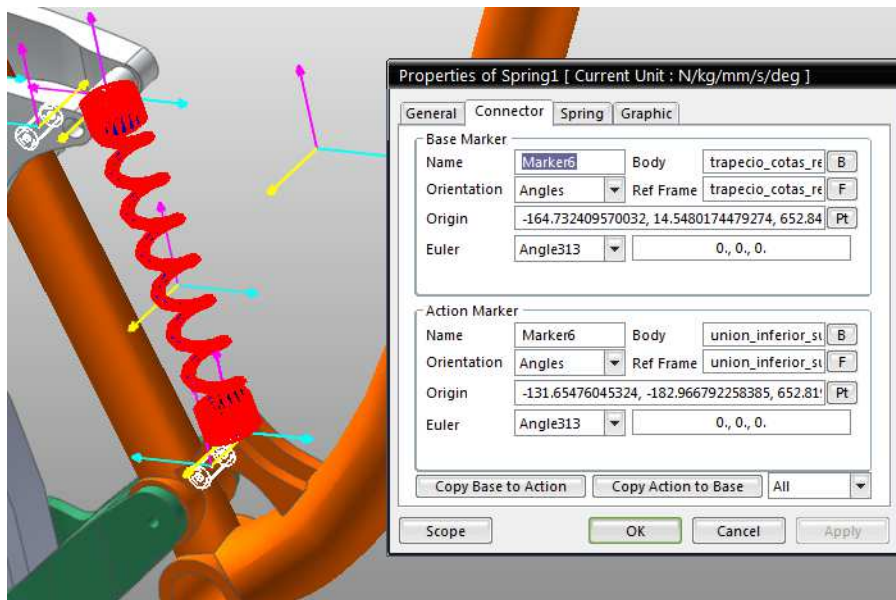 Properties of Spring1 [ Current Unit : N/kg/mm/s/deg ]
General Connector Spring Graphic
Base Marker
Name Marker6 Body trapecio_cotas_re B
Orientation Angles Ref Frame trapecio_cotas_re F
Origin -164.732409570032, 14.5480174479274, 652.84 Pt
Euler Angle313 0., 0., 0.
Action Marker
Name Marker6 Body union_inferior_su B
Orientation Angles Ref Frame union_inferior_su F
Origin -131.65476045324, -182.966792258385, 652.819 Pt
Euler Angle313 0., 0., 0.
Copy Base to Action Copy Action to Base All
Scope OK Cancel Apply